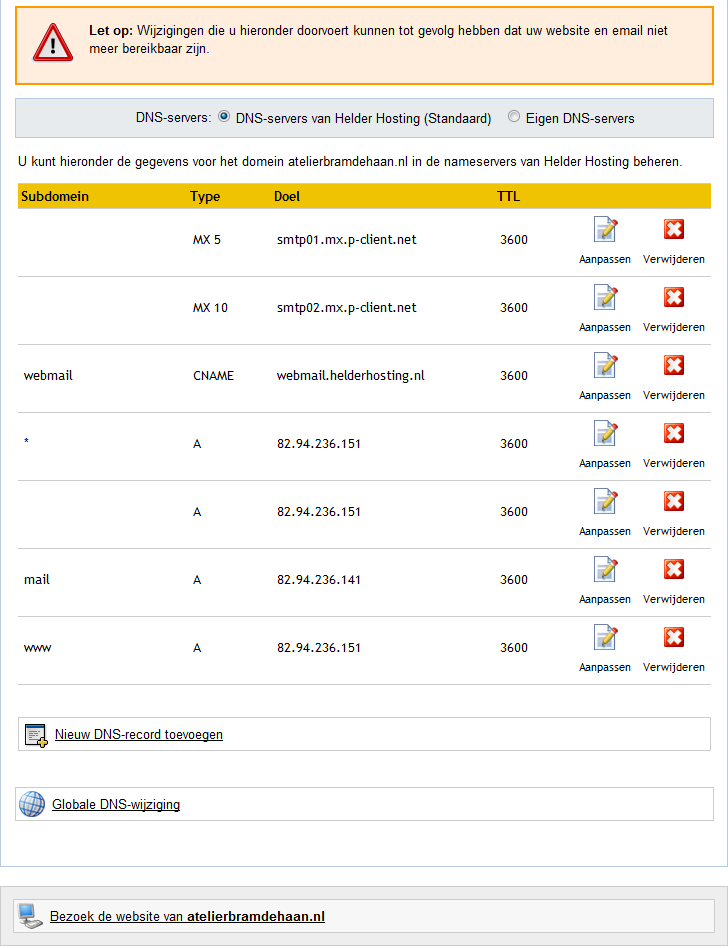 Let op: Wijzigingen die u hieronder doorvoert kunnen tot gevolg hebben dat uw website en email niet
meer bereikbaar zijn.
DNS-servers: DNS-servers van Helder Hosting (Standaard) Eigen DNS-servers
U kunt hieronder de gegevens voor het domein atelierbramdehaan.nl in de nameservers van Helder Hosting beheren.
Subdomein Type Doel TTL
MX 5 smtp01.mx.p-client.net 3600
Aanpassen Verwijderen
MX 10 smtp02.mx.p-client.net 3600
Aanpassen Verwijderen
webmail CNAME webmail.helderhosting.nl 3600
Aanpassen Verwijderen
* A 82.94.236.151 3600
Aanpassen Verwijderen
A 82.94.236.151 3600
Aanpassen Verwijderen
mail A 82.94.236.141 3600
Aanpassen Verwijderen
www A 82.94.236.151 3600
Aanpassen Verwijderen
Nieuw DNS-record toevoegen
Globale DNS-wijziging
Bezoek de website van atelierbramdehaan.nl